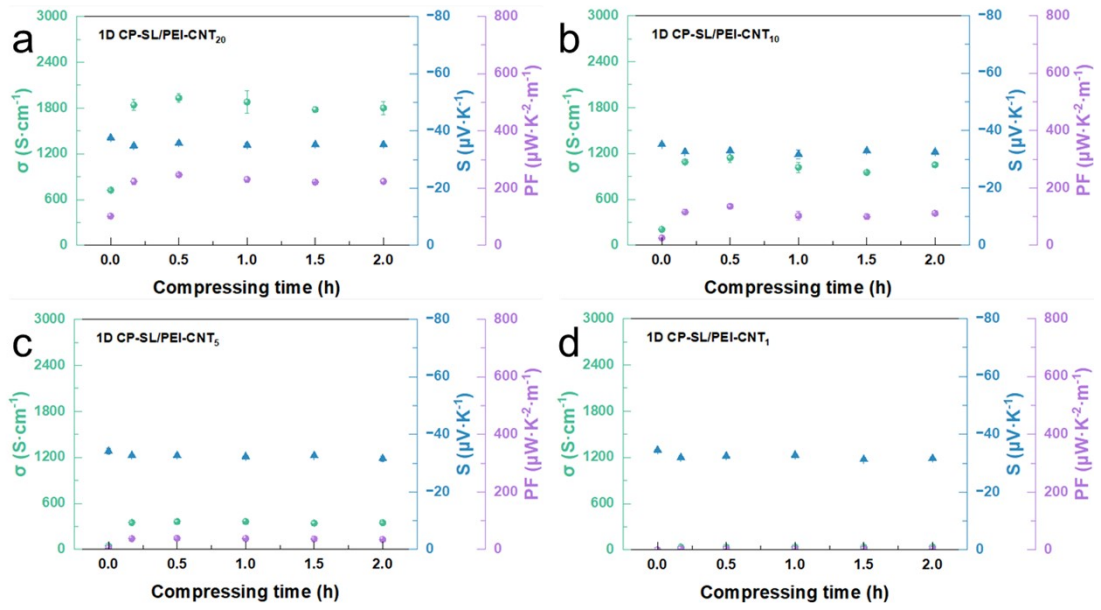 a
1D CP-SL/PEI-CNT₂₀
3000
2400
1800
1200
600
0
σ (S·cm⁻¹)
−80
−60
−40
−20
0
S (µV·K⁻¹)
800
600
400
200
0
PF (µW·K⁻²·m⁻¹)
0.0 0.5 1.0 1.5 2.0
Compressing time (h)
b
1D CP-SL/PEI-CNT₁₀
3000
2400
1800
1200
600
0
σ (S·cm⁻¹)
−80
−60
−40
−20
0
S (µV·K⁻¹)
800
600
400
200
0
PF (µW·K⁻²·m⁻¹)
0.0 0.5 1.0 1.5 2.0
Compressing time (h)
c
1D CP-SL/PEI-CNT₅
3000
2400
1800
1200
600
0
σ (S·cm⁻¹)
−80
−60
−40
−20
0
S (µV·K⁻¹)
800
600
400
200
0
PF (µW·K⁻²·m⁻¹)
0.0 0.5 1.0 1.5 2.0
Compressing time (h)
d
1D CP-SL/PEI-CNT₁
3000
2400
1800
1200
600
0
σ (S·cm⁻¹)
−80
−60
−40
−20
0
S (µV·K⁻¹)
800
600
400
200
0
PF (µW·K⁻²·m⁻¹)
0.0 0.5 1.0 1.5 2.0
Compressing time (h)